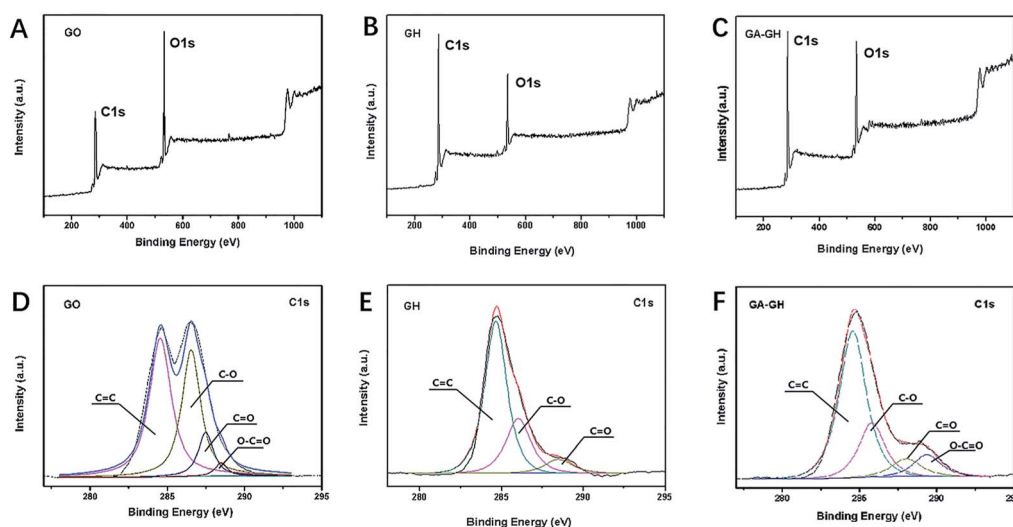 A
GO
O1s
C1s
Intensity (a.u.)
200 400 600 800 1000
Binding Energy (eV)
B
GH
C1s
O1s
Intensity (a.u.)
200 400 600 800 1000
Binding Energy (eV)
C
GA-GH
C1s
O1s
Intensity (a.u.)
200 400 600 800 1000
Binding Energy (eV)
D
GO
C1s
C-O
C=C
C=O
O-C=O
Intensity (a.u.)
280 285 290 295
Binding Energy (eV)
E
GH
C1s
C=C
C-O
C=O
Intensity (a.u.)
280 285 290 295
Binding Energy (eV)
F
GA-GH
C1s
C=C
C-O
C=O
O-C=O
Intensity (a.u.)
280 285 290 295
Binding Energy (eV)